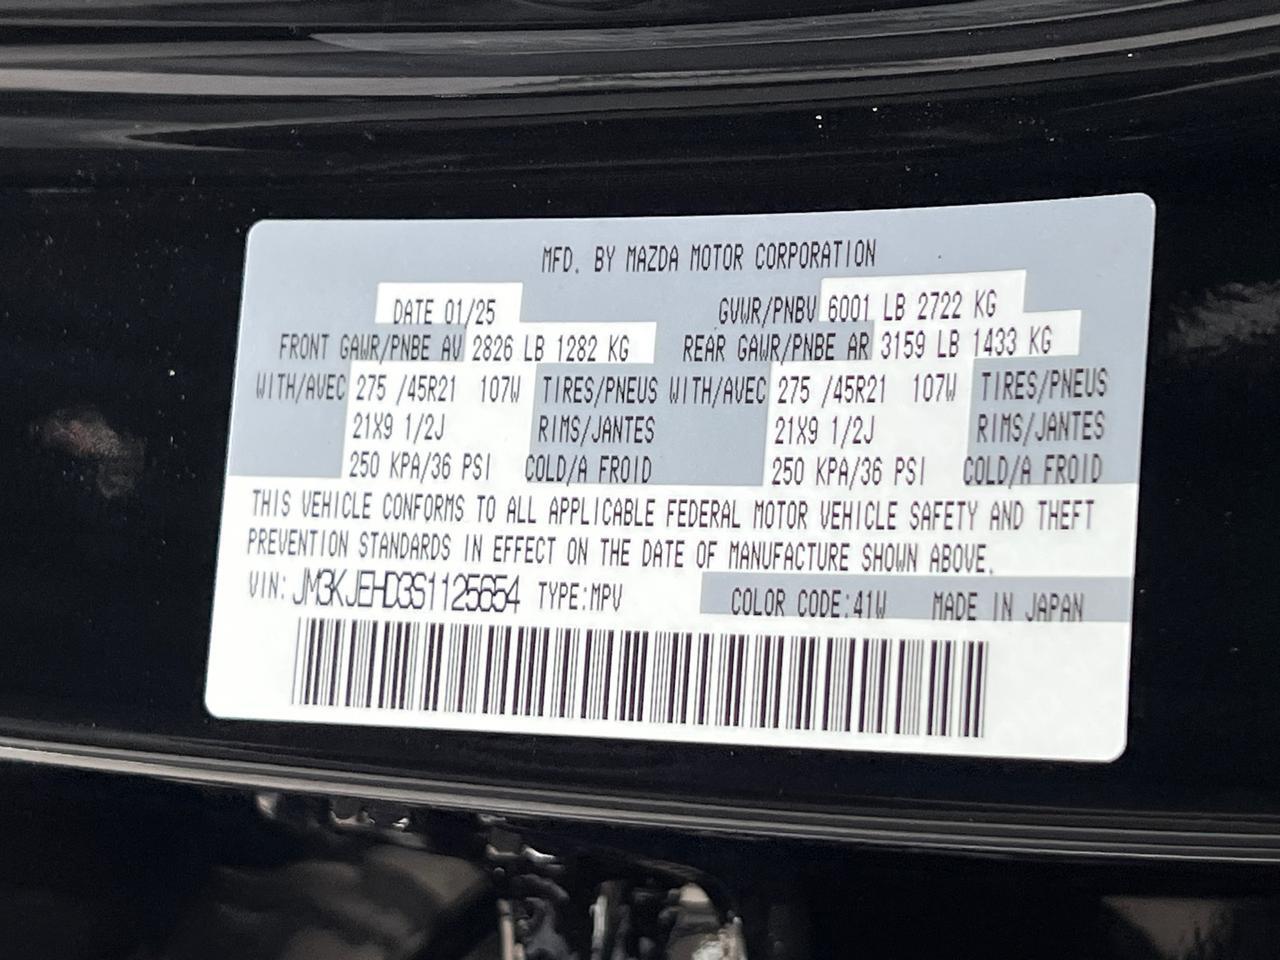 MFD. BY MAZDA MOTOR CORPORATION
DATE 01/25 GVWR/PNBV 6001 LB 2722 KG
FRONT GAWR/PNBE AV 2826 LB 1282 KG REAR GAWR/PNBE AR 3159 LB 1433 KG
WITH/AVEC 275 /45R21 107W TIRES/PNEUS WITH/AVEC 275 /45R21 107W TIRES/PNEUS
21X9 1/2J RIMS/JANTES 21X9 1/2J RIMS/JANTES
250 KPA/36 PSI COLD/A FROID 250 KPA/36 PSI COLD/A FROID
THIS VEHICLE CONFORMS TO ALL APPLICABLE FEDERAL MOTOR VEHICLE SAFETY AND THEFT
PREVENTION STANDARDS IN EFFECT ON THE DATE OF MANUFACTURE SHOWN ABOVE.
VIN: JM3KJEHD3S1125654 TYPE:MPV COLOR CODE:41W MADE IN JAPAN